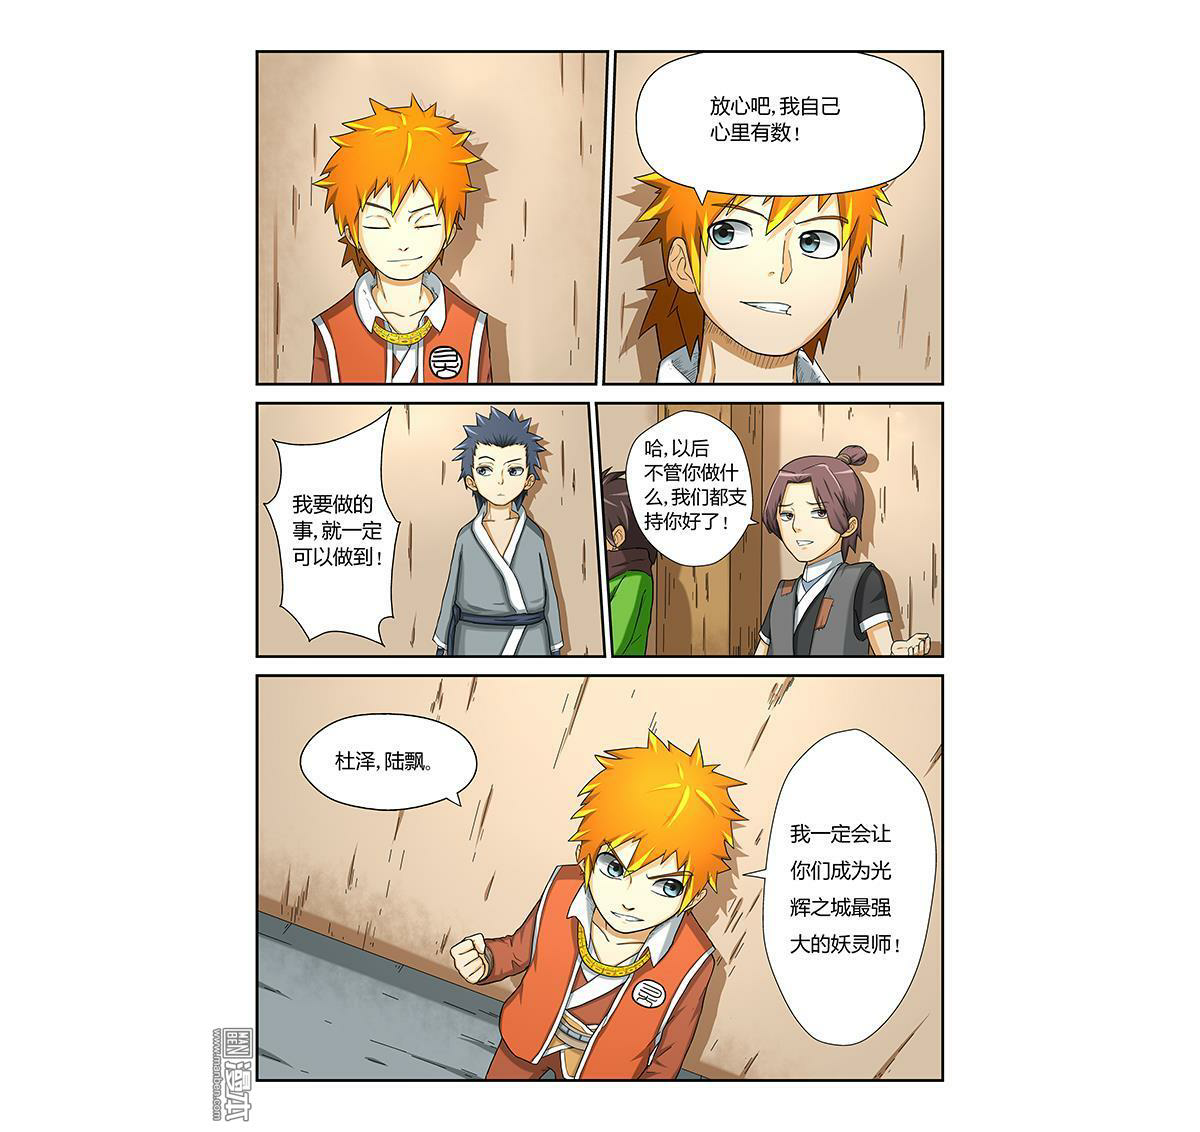 放心吧,我自己
心里有数!
我要做的
事,就一定
可以做到!
哈,以后
不管你做什
么,我们都支
持你好了!
杜泽,陆飘。
我一定会让
你们成为光
辉之城最强
大的妖灵师!
MAN
BEN
漫本
www.manben.com